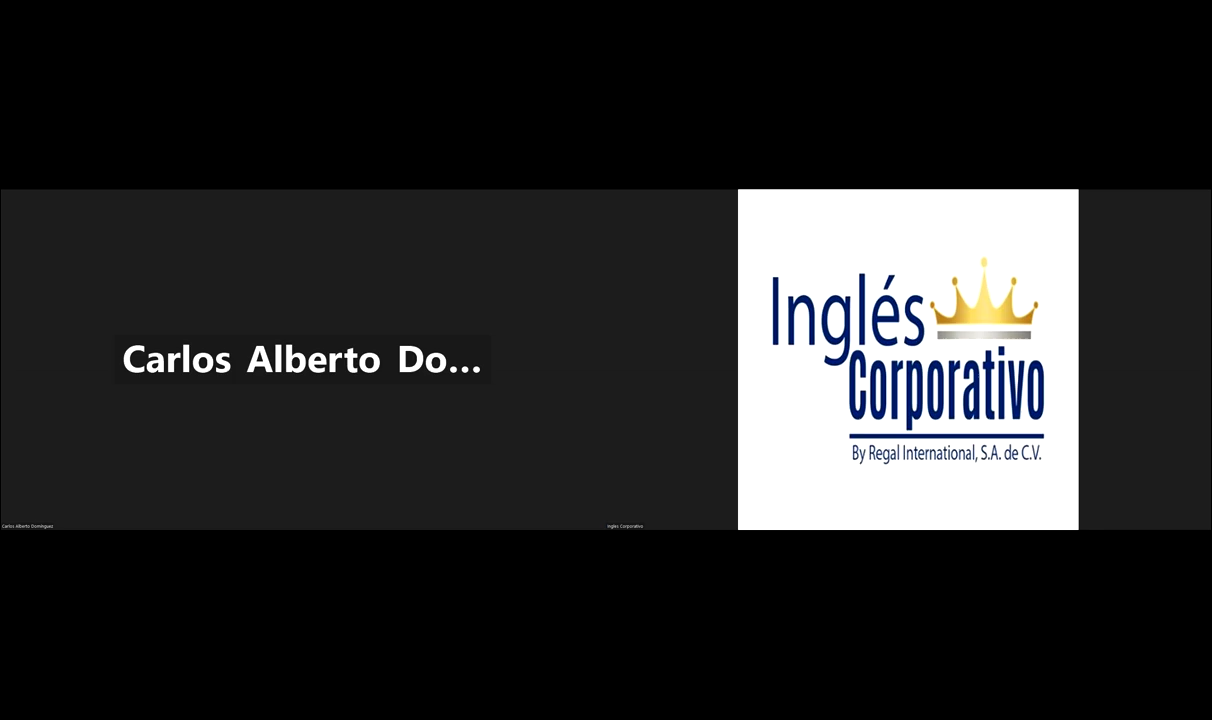 Carlos Alberto Do...
Inglés
Corporativo
By Regal International, S.A. de C.V.
Carlos Alberto Dominguez
Ingles Corporativo